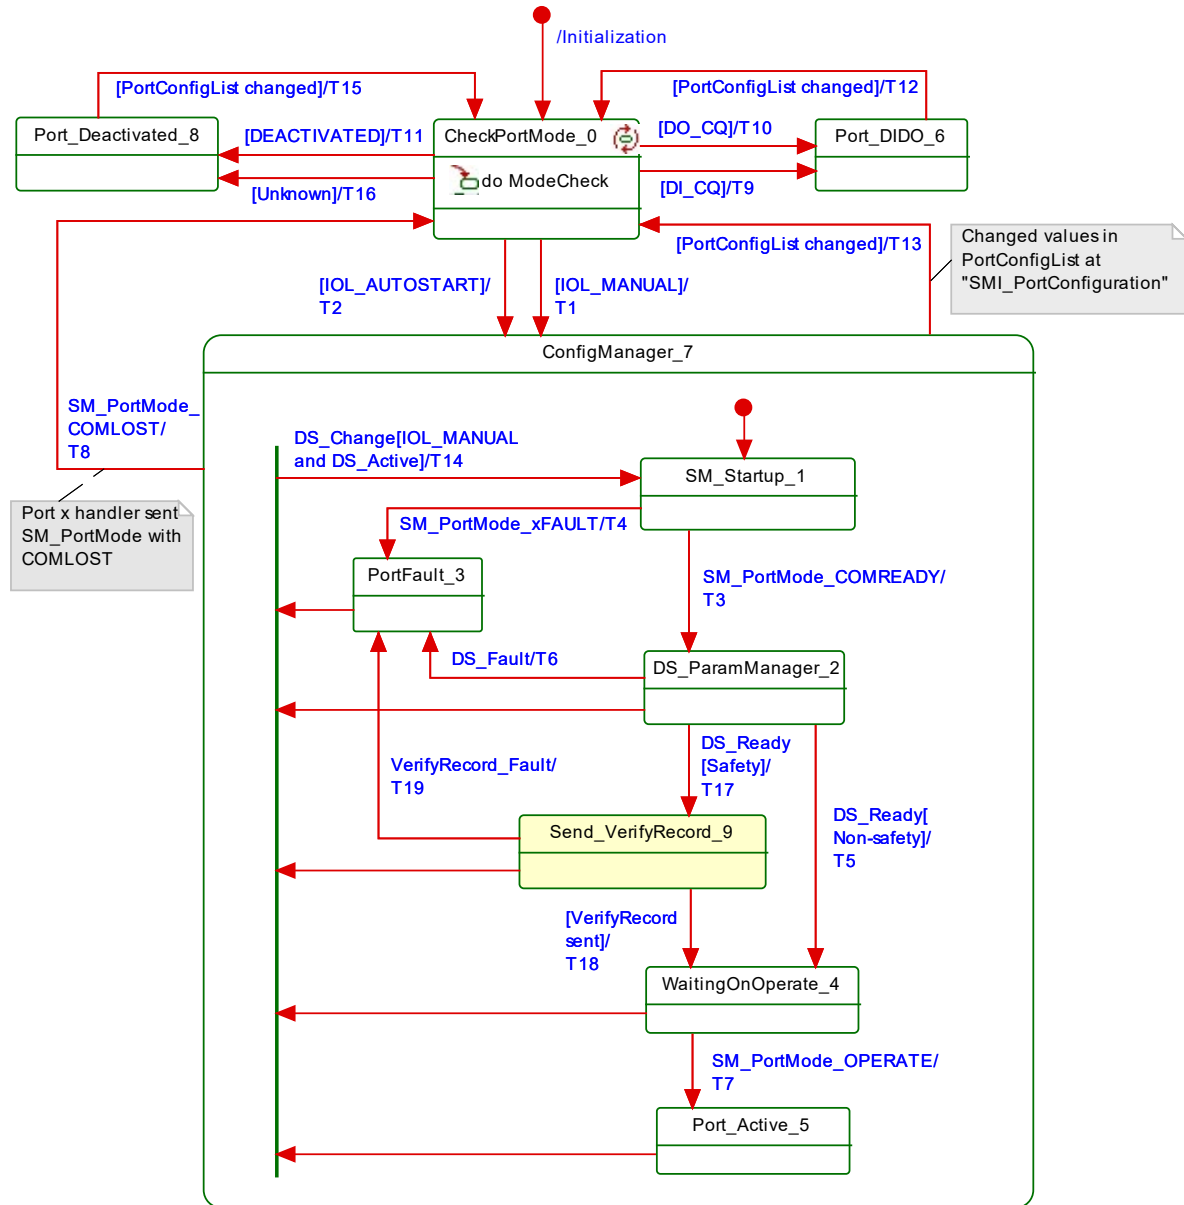 /Initialization
[PortConfigList changed]/T15
[PortConfigList changed]/T12
Port_Deactivated_8
[DEACTIVATED]/T11
CheckPortMode_0
[DO_CQ]/T10
Port_DIDO_6
do ModeCheck
[Unknown]/T16
[DI_CQ]/T9
[PortConfigList changed]/T13
Changed values in
PortConfigList at
"SMI_PortConfiguration"
[IOL_AUTOSTART]/
T2
[IOL_MANUAL]/
T1
ConfigManager_7
SM_PortMode_
COMLOST/
T8
DS_Change[IOL_MANUAL
and DS_Active]/T14
SM_Startup_1
Port x handler sent
SM_PortMode with
COMLOST
SM_PortMode_xFAULT/T4
PortFault_3
SM_PortMode_COMREADY/
T3
DS_Fault/T6
DS_ParamManager_2
VerifyRecord_Fault/
T19
DS_Ready
[Safety]/
T17
DS_Ready[
Non-safety]/
T5
Send_VerifyRecord_9
[VerifyRecord
sent]/
T18
WaitingOnOperate_4
SM_PortMode_OPERATE/
T7
Port_Active_5